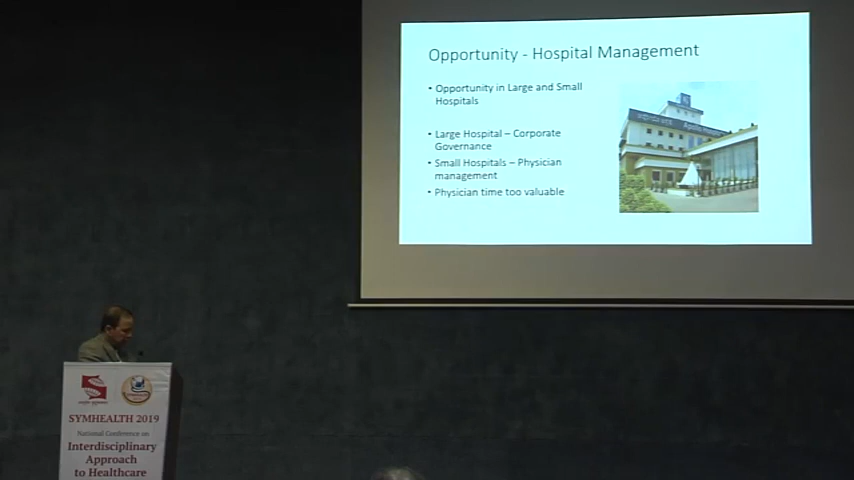 Opportunity - Hospital Management
• Opportunity in Large and Small
Hospitals
• Large Hospital – Corporate
Governance
• Small Hospitals – Physician
management
• Physician time too valuable
SYMHEALTH 2019
National Conference on
Interdisciplinary
Approach
to Healthcare